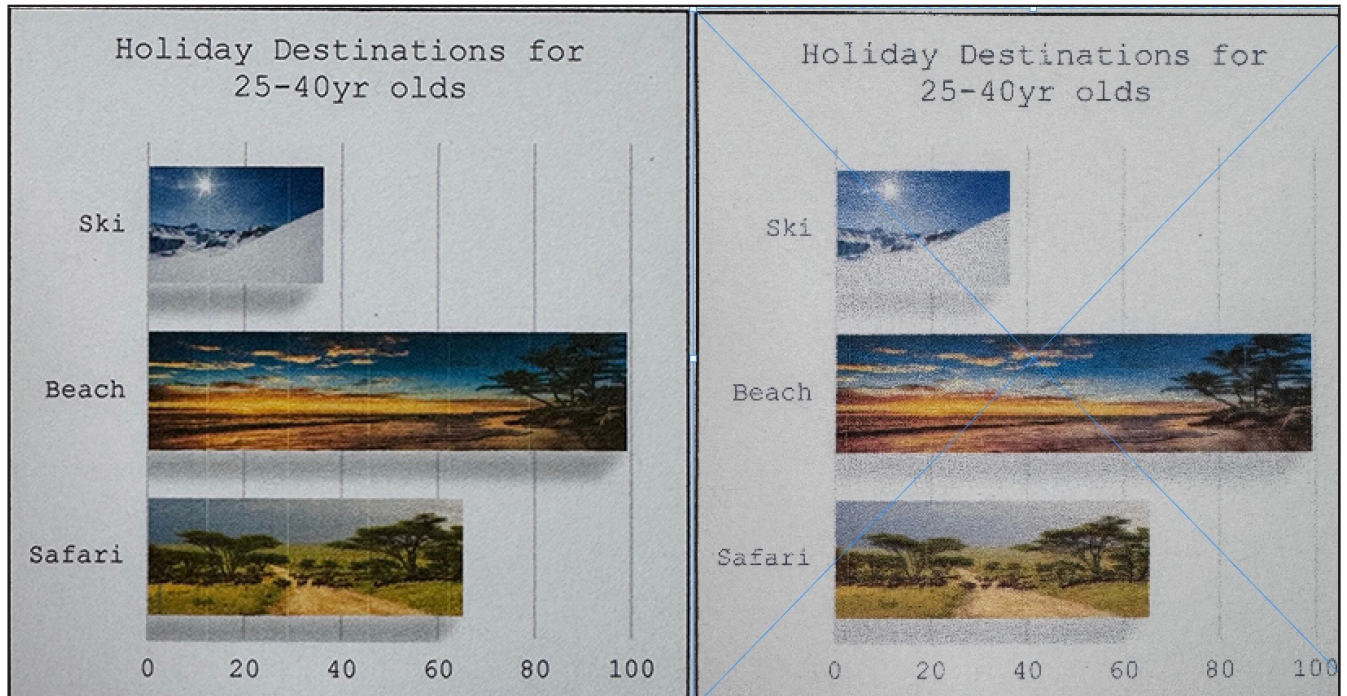 Holiday Destinations for
25-40yr olds
Ski
Beach
Safari
0 20 40 60 80 100
Holiday Destinations for
25-40yr olds
Ski
Beach
Safari
0 20 40 60 80 100